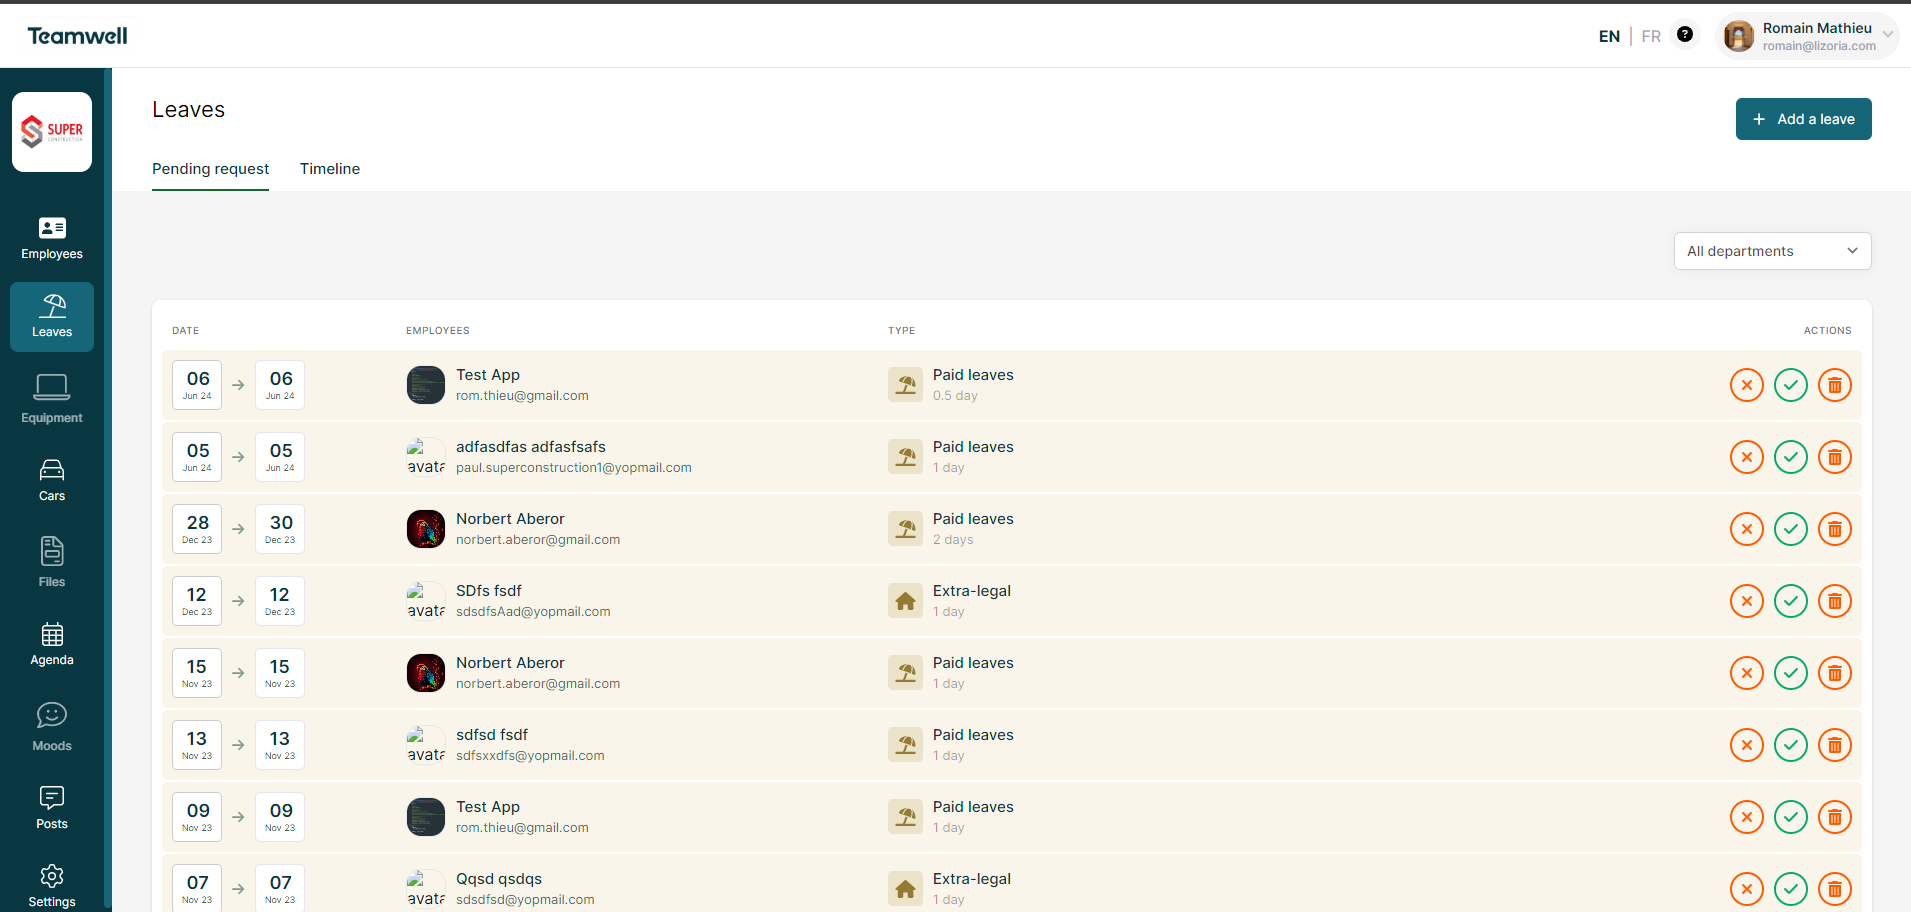 Teamwell
EN | FR
?
Romain Mathieu
romain@lizoria.com
SUPER
CONSTRUCTION
Employees
Leaves
Equipment
Cars
Files
Agenda
Moods
Posts
Settings
Leaves
+ Add a leave
Pending request
Timeline
All departments
DATE EMPLOYEES TYPE ACTIONS
06 06 Test App Paid leaves
Jun 24 Jun 24 rom.thieu@gmail.com 0.5 day
05 05 adfasdfas adfasfsafs Paid leaves
Jun 24 Jun 24 avata paul.superconstruction1@yopmail.com 1 day
28 30 Norbert Aberor Paid leaves
Dec 23 Dec 23 norbert.aberor@gmail.com 2 days
12 12 SDfs fsdf Extra-legal
Dec 23 Dec 23 avata sdsdfsAad@yopmail.com 1 day
15 15 Norbert Aberor Paid leaves
Nov 23 Nov 23 norbert.aberor@gmail.com 1 day
13 13 sdfsd fsdf Paid leaves
Nov 23 Nov 23 avata sdfsxxdfs@yopmail.com 1 day
09 09 Test App Paid leaves
Nov 23 Nov 23 rom.thieu@gmail.com 1 day
07 07 Qqsd qsdqs Extra-legal
Nov 23 Nov 23 avata sdsdfsd@yopmail.com 1 day